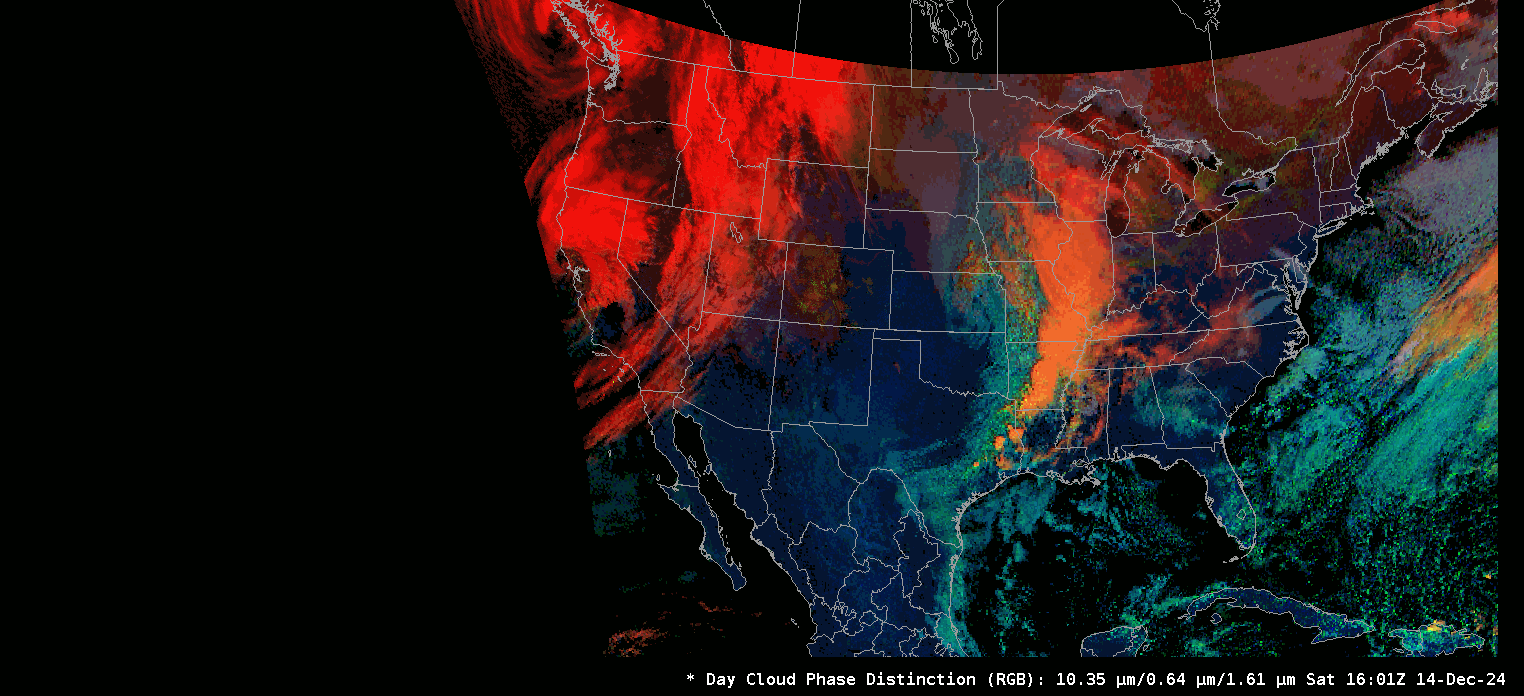 * Day Cloud Phase Distinction (RGB): 10.35 µm/0.64 µm/1.61 µm Sat 16:01Z 14-Dec-24